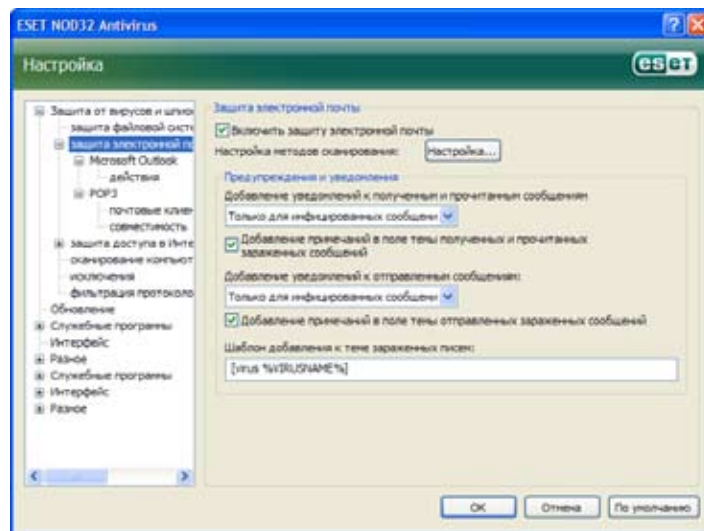 ESET NOD32 Antivirus
Настройка
eset
Защита от вирусов и шпион
защита файловой систе
защита электронной по
Microsoft Outlook
действия
POP3
почтовые клиен
совместимость
защита доступа в Инте
сканирование компьют
исключения
фильтрация протоколо
Обновление
Служебные программы
Интерфейс
Разное
Служебные программы
Интерфейс
Разное
Защита электронной почты
Включить защиту электронной почты
Настройка методов сканирования:
Настройка...
Предупреждения и уведомления
Добавление уведомлений к полученным и прочитанным сообщениям
Только для инфицированных сообщени
Добавление примечаний в поле темы полученных и прочитанных
зараженных сообщений
Добавление уведомлений к отправленным сообщениям:
Только для инфицированных сообщени
Добавление примечаний в поле темы отправленных зараженных сообщений
Шаблон добавления к теме зараженных писем:
[virus %VIRUSNAME%]
OK
Отмена
По умолчанию